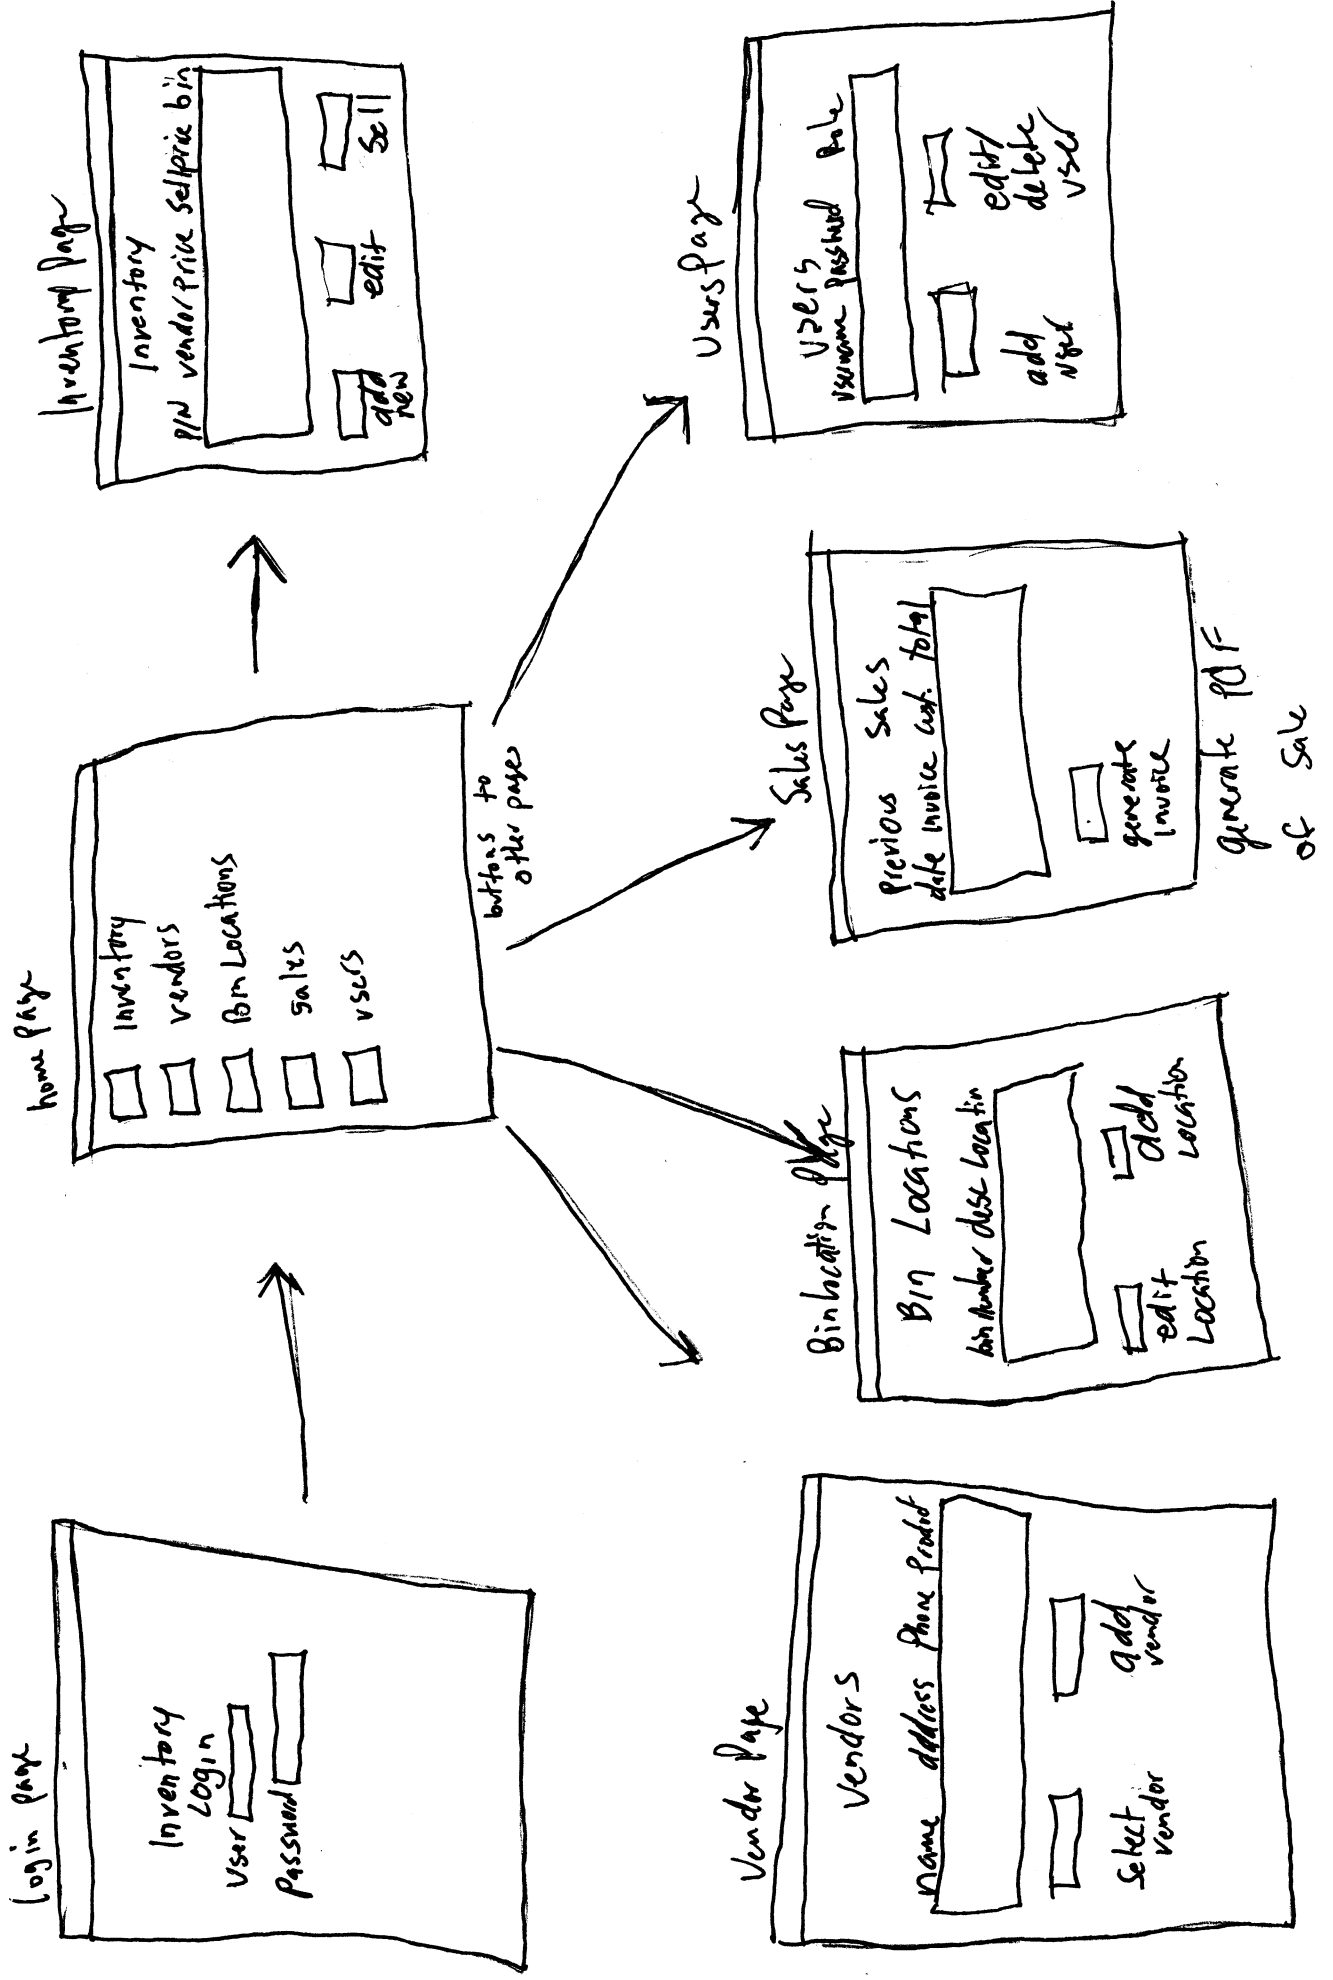 login page
Inventory
Login
User
Password
home page
Inventory
vendors
Bin Locations
sales
users
buttons to
other pages
Inventory Page
Inventory
P/N vendor Price sellprice bin
add
new
edit
Sell
Vendor Page
Vendors
name address Phone Product
Select
vendor
add
vendor
Bin Location Page
Bin Locations
bin number desc Location
edit
Location
add
Location
Sales Page
Previous Sales
date invoice cust. total
generate
Invoice
generate PDF
of Sale
Users Page
Users
Username Password Role
add
user
edit/
delete
user